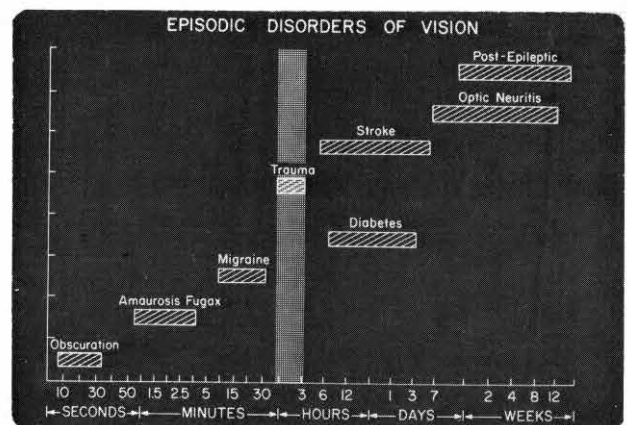 EPISODIC DISORDERS OF VISION
Post-Epileptic
Optic Neuritis
Stroke
Trauma
Diabetes
Migraine
Amaurosis Fugax
Obscuration
10 30 50 1.5 2.5 5 15 30 3 6 12 1 3 7 2 4 8 12
SECONDS MINUTES HOURS DAYS WEEKS